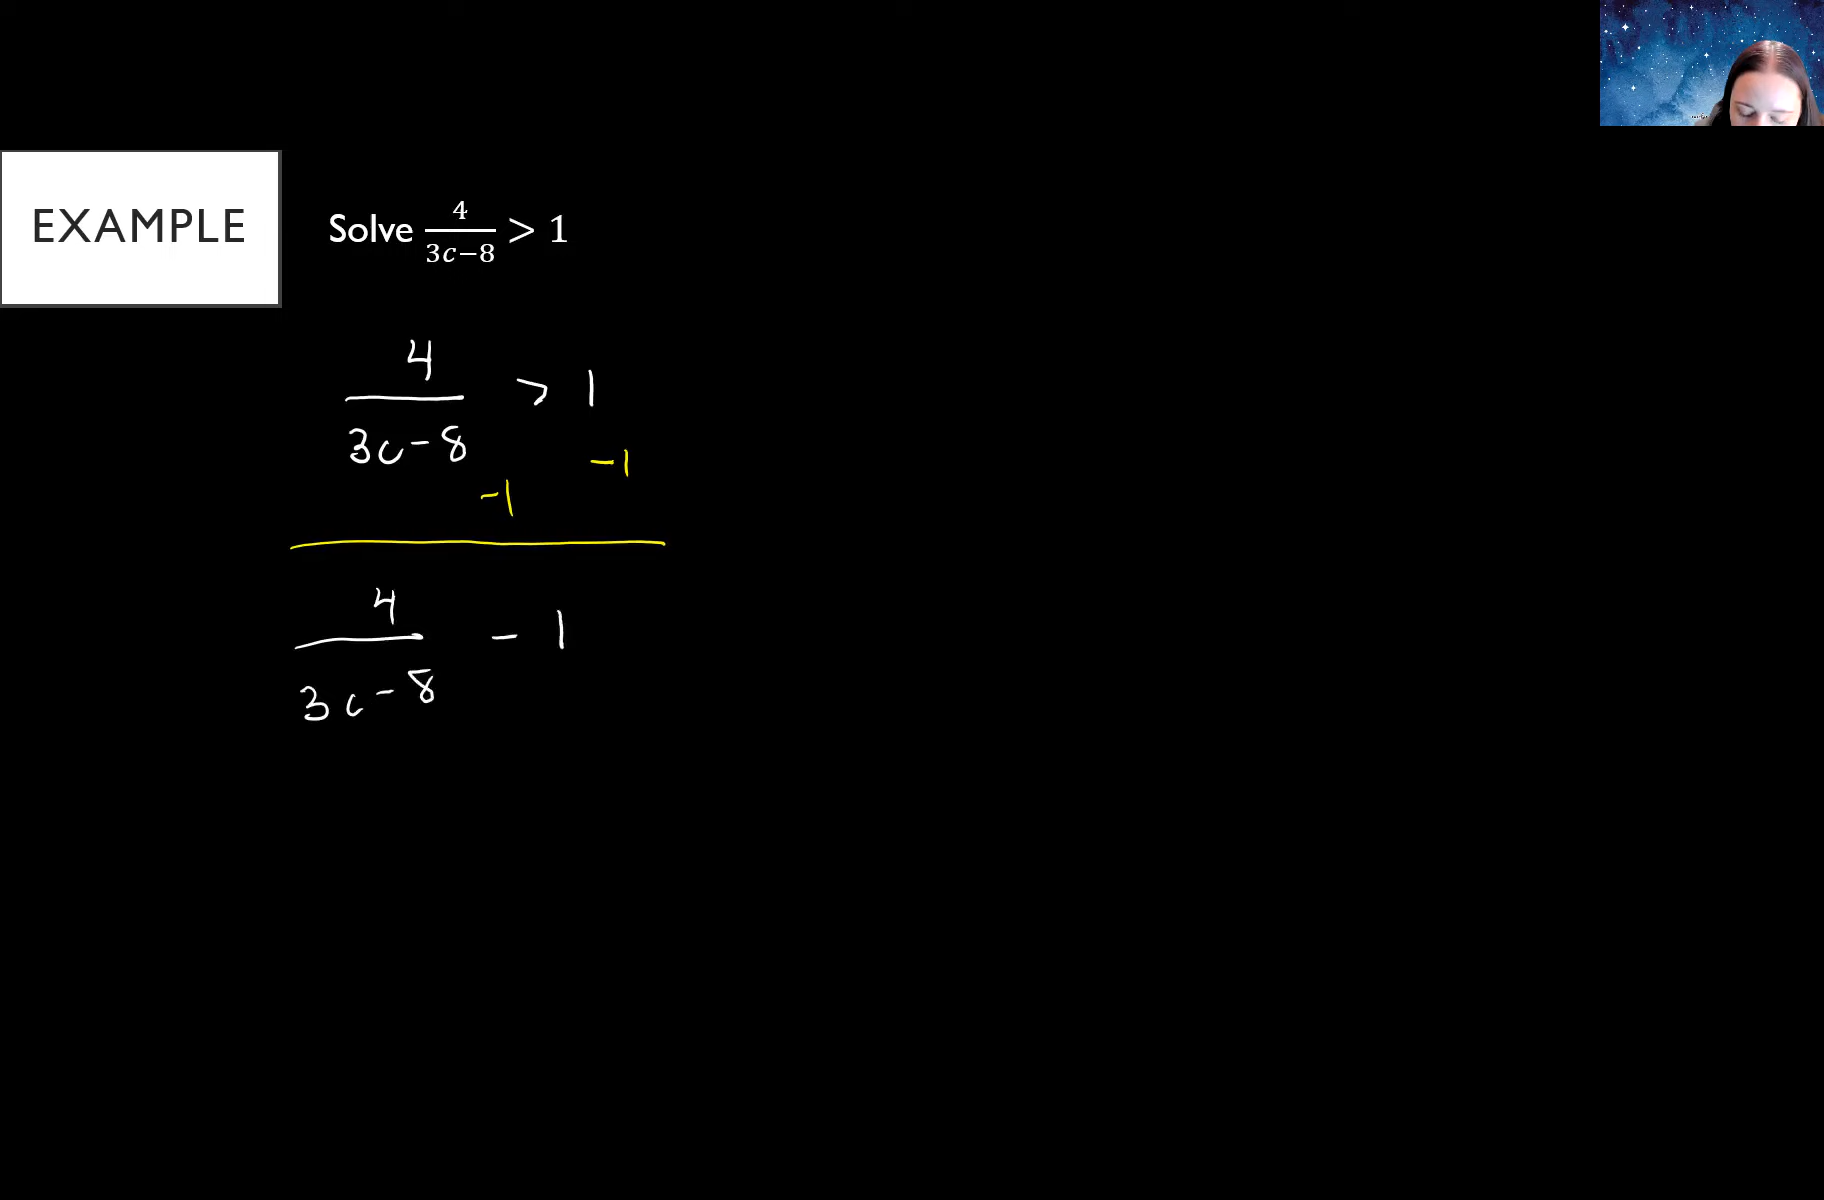 EXAMPLE
Solve 4/(3c−8) > 1
4
3c - 8 > 1
-1 -1
4
3c - 8 - 1